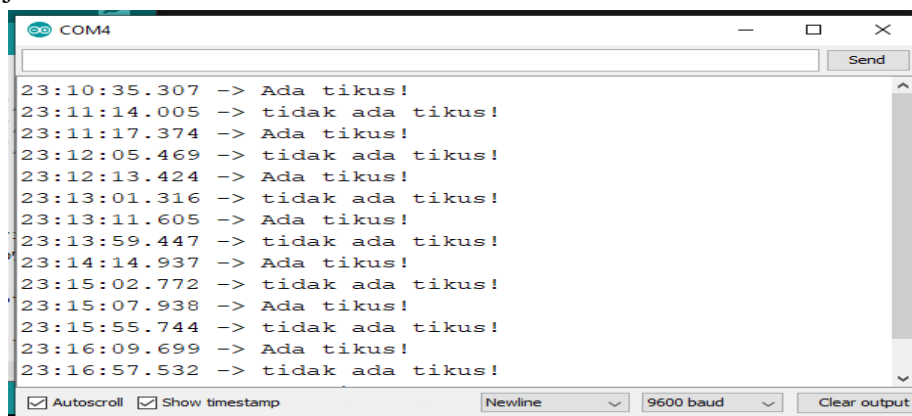 COM4
Send
23:10:35.307 -> Ada tikus!
23:11:14.005 -> tidak ada tikus!
23:11:17.374 -> Ada tikus!
23:12:05.469 -> tidak ada tikus!
23:12:13.424 -> Ada tikus!
23:13:01.316 -> tidak ada tikus!
23:13:11.605 -> Ada tikus!
23:13:59.447 -> tidak ada tikus!
23:14:14.937 -> Ada tikus!
23:15:02.772 -> tidak ada tikus!
23:15:07.938 -> Ada tikus!
23:15:55.744 -> tidak ada tikus!
23:16:09.699 -> Ada tikus!
23:16:57.532 -> tidak ada tikus!
Autoscroll Show timestamp Newline 9600 baud Clear output